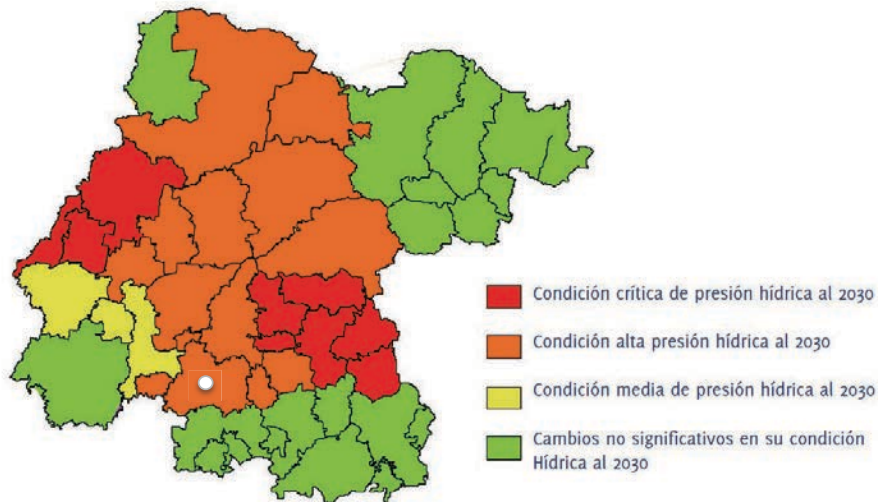 Condición crítica de presión hídrica al 2030
Condición alta presión hídrica al 2030
Condición media de presión hídrica al 2030
Cambios no significativos en su condición
Hídrica al 2030